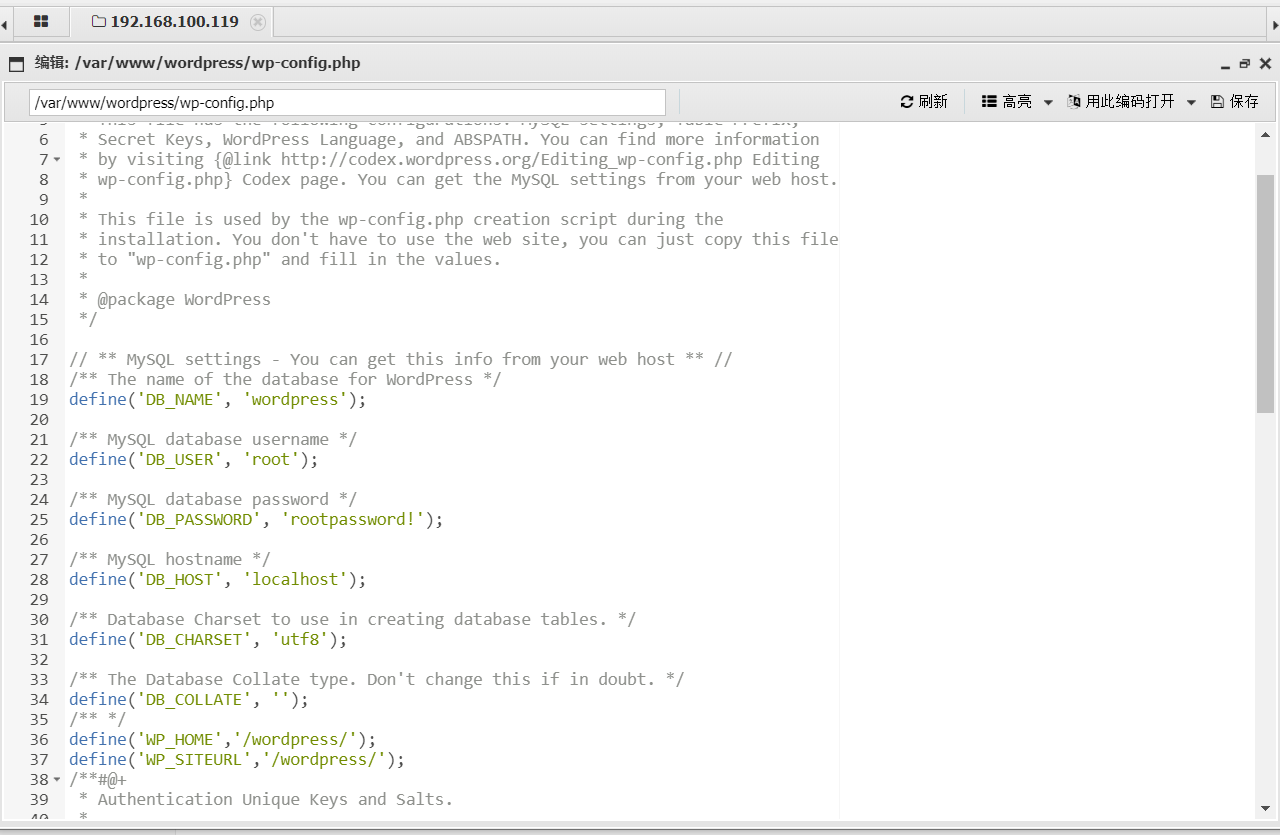 192.168.100.119
编辑: /var/www/wordpress/wp-config.php
/var/www/wordpress/wp-config.php 刷新 高亮 用此编码打开 保存
5 * This file has the following configurations: MySQL settings, Table Prefix,
6 * Secret Keys, WordPress Language, and ABSPATH. You can find more information
7 * by visiting {@link http://codex.wordpress.org/Editing_wp-config.php Editing
8 * wp-config.php} Codex page. You can get the MySQL settings from your web host.
9 *
10 * This file is used by the wp-config.php creation script during the
11 * installation. You don't have to use the web site, you can just copy this file
12 * to "wp-config.php" and fill in the values.
13 *
14 * @package WordPress
15 */
16
17 // ** MySQL settings - You can get this info from your web host ** //
18 /** The name of the database for WordPress */
19 define('DB_NAME', 'wordpress');
20
21 /** MySQL database username */
22 define('DB_USER', 'root');
23
24 /** MySQL database password */
25 define('DB_PASSWORD', 'rootpassword!');
26
27 /** MySQL hostname */
28 define('DB_HOST', 'localhost');
29
30 /** Database Charset to use in creating database tables. */
31 define('DB_CHARSET', 'utf8');
32
33 /** The Database Collate type. Don't change this if in doubt. */
34 define('DB_COLLATE', '');
35 /** */
36 define('WP_HOME','/wordpress/');
37 define('WP_SITEURL','/wordpress/');
38 /**#@+
39 * Authentication Unique Keys and Salts.
40 *